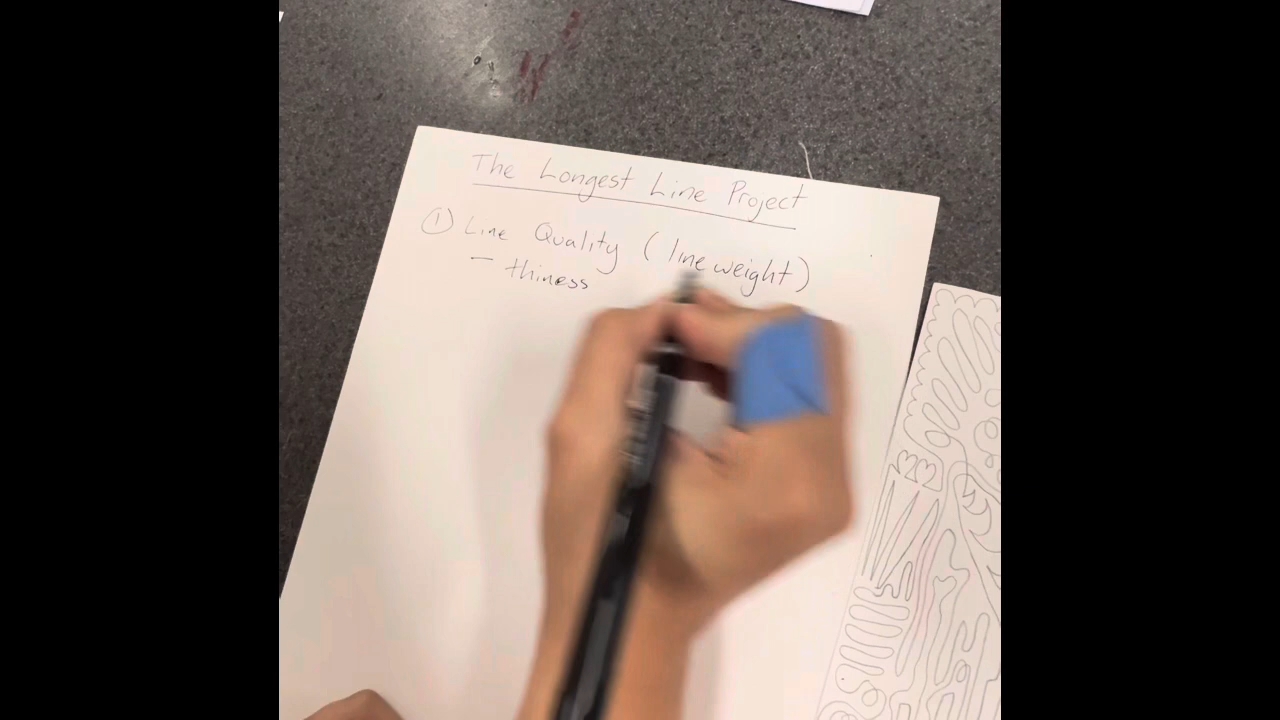 The Longest Line Project
① Line Quality (line weight)
– thiness